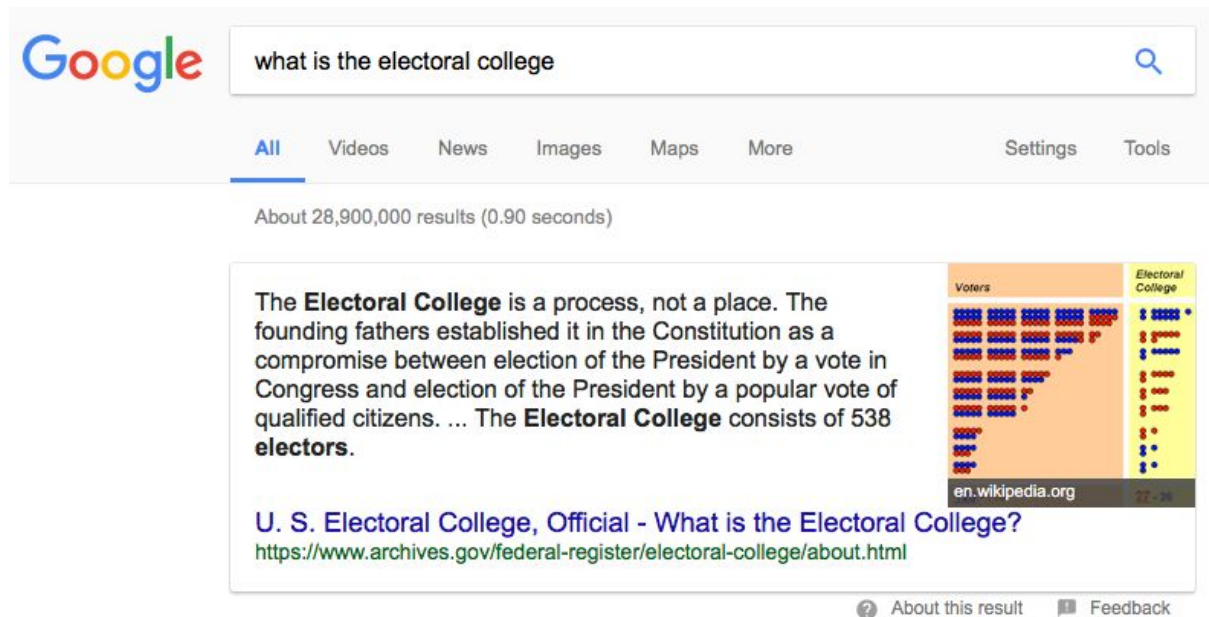 Google
what is the electoral college
All Videos News Images Maps More Settings Tools
About 28,900,000 results (0.90 seconds)
The Electoral College is a process, not a place. The
founding fathers established it in the Constitution as a
compromise between election of the President by a vote in
Congress and election of the President by a popular vote of
qualified citizens. ... The Electoral College consists of 538
electors.
Voters
Electoral
College
en.wikipedia.org
U. S. Electoral College, Official - What is the Electoral College?
https://www.archives.gov/federal-register/electoral-college/about.html
About this result Feedback